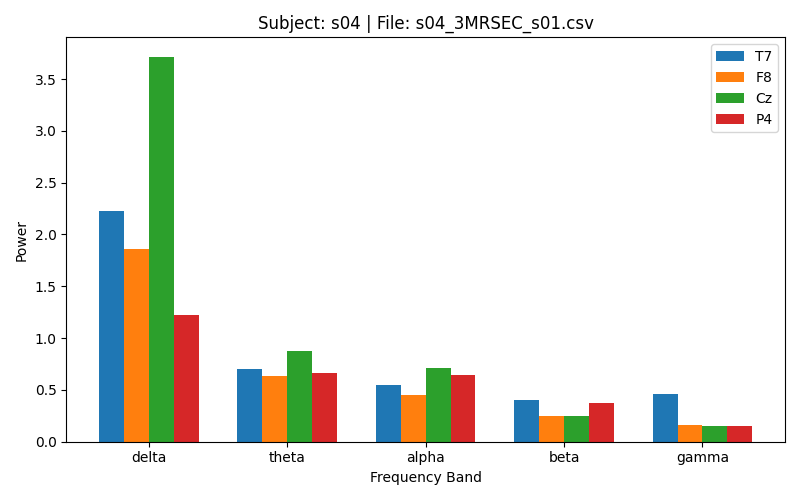 Subject: s04 | File: s04_3MRSEC_s01.csv
T7
F8
Cz
P4
Power
3.5
3.0
2.5
2.0
1.5
1.0
0.5
0.0
delta theta alpha beta gamma
Frequency Band